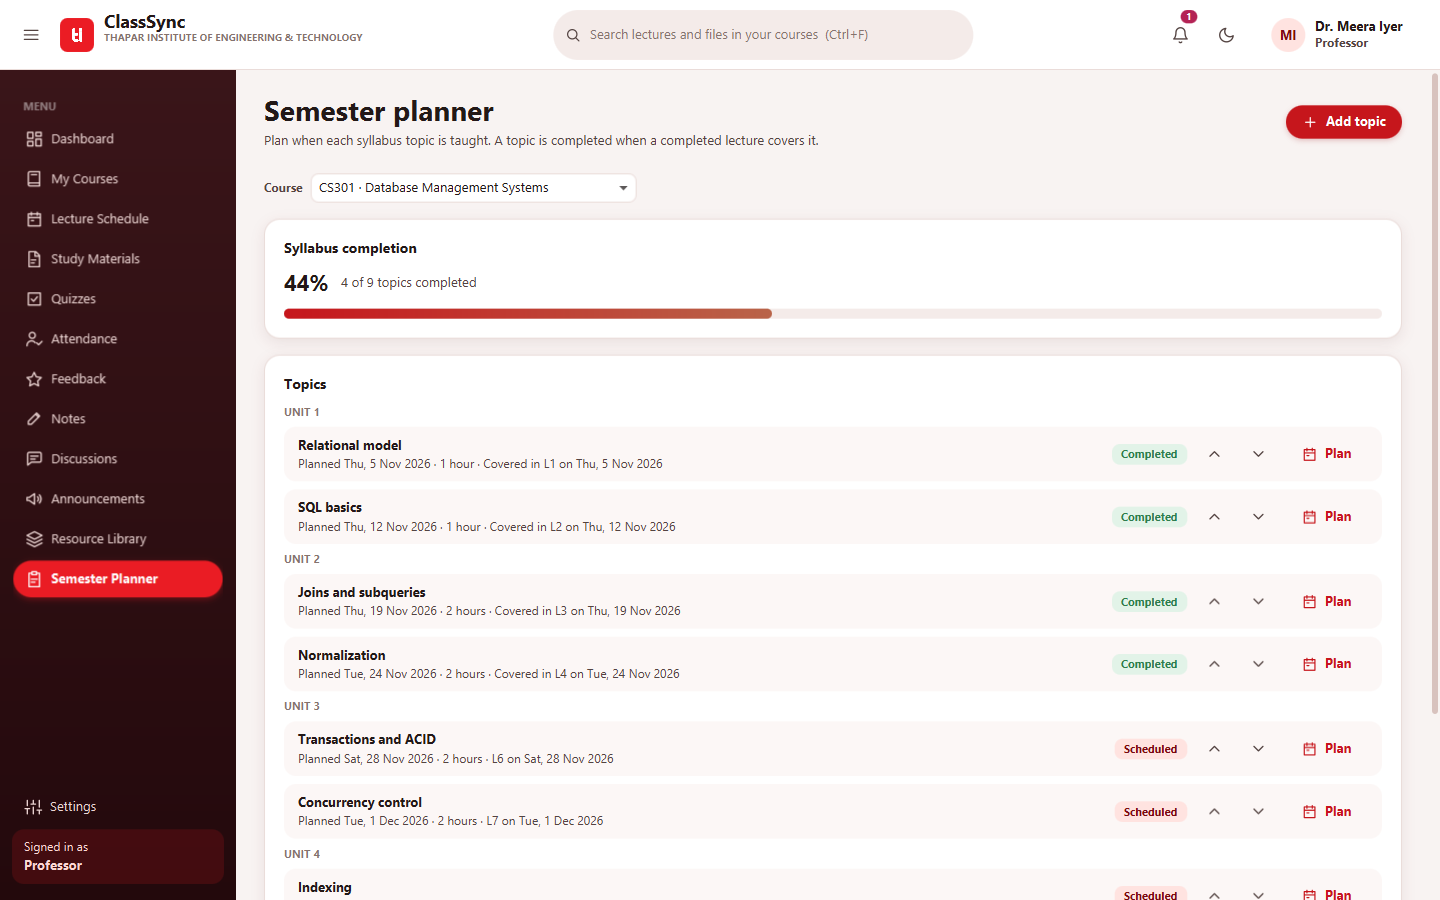 ClassSync
THAPAR INSTITUTE OF ENGINEERING & TECHNOLOGY
Search lectures and files in your courses (Ctrl+F)
1
MI
Dr. Meera Iyer
Professor
MENU
Dashboard
My Courses
Lecture Schedule
Study Materials
Quizzes
Attendance
Feedback
Notes
Discussions
Announcements
Resource Library
Semester Planner
Settings
Signed in as
Professor
Semester planner
Plan when each syllabus topic is taught. A topic is completed when a completed lecture covers it.
Add topic
Course
CS301 · Database Management Systems
Syllabus completion
44% 4 of 9 topics completed
Topics
UNIT 1
Relational model
Planned Thu, 5 Nov 2026 · 1 hour · Covered in L1 on Thu, 5 Nov 2026
Completed
Plan
SQL basics
Planned Thu, 12 Nov 2026 · 1 hour · Covered in L2 on Thu, 12 Nov 2026
Completed
Plan
UNIT 2
Joins and subqueries
Planned Thu, 19 Nov 2026 · 2 hours · Covered in L3 on Thu, 19 Nov 2026
Completed
Plan
Normalization
Planned Tue, 24 Nov 2026 · 2 hours · Covered in L4 on Tue, 24 Nov 2026
Completed
Plan
UNIT 3
Transactions and ACID
Planned Sat, 28 Nov 2026 · 2 hours · L6 on Sat, 28 Nov 2026
Scheduled
Plan
Concurrency control
Planned Tue, 1 Dec 2026 · 2 hours · L7 on Tue, 1 Dec 2026
Scheduled
Plan
UNIT 4
Indexing
Scheduled
Plan